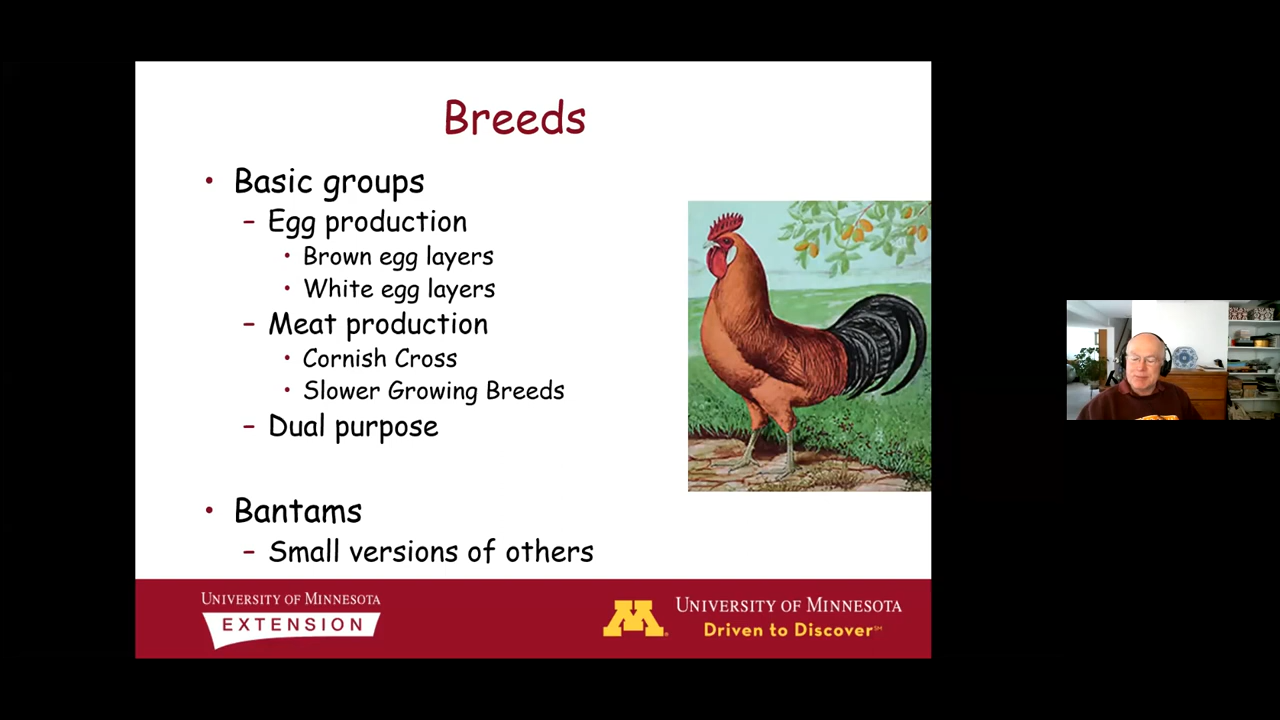 Breeds
• Basic groups
– Egg production
• Brown egg layers
• White egg layers
– Meat production
• Cornish Cross
• Slower Growing Breeds
– Dual purpose
• Bantams
– Small versions of others
UNIVERSITY OF MINNESOTA
EXTENSION
M
UNIVERSITY OF MINNESOTA
Driven to Discover℠